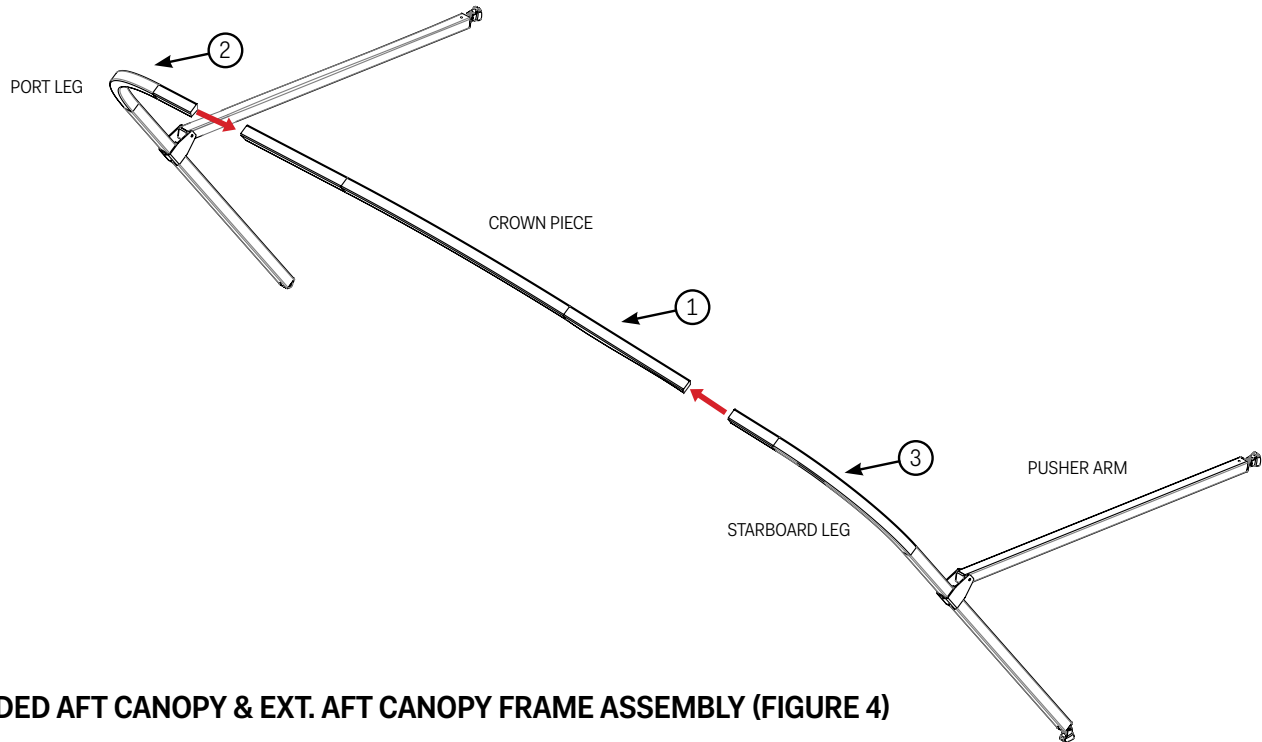 2
PORT LEG
CROWN PIECE
1
3
PUSHER ARM
STARBOARD LEG
DED AFT CANOPY & EXT. AFT CANOPY FRAME ASSEMBLY (FIGURE 4)